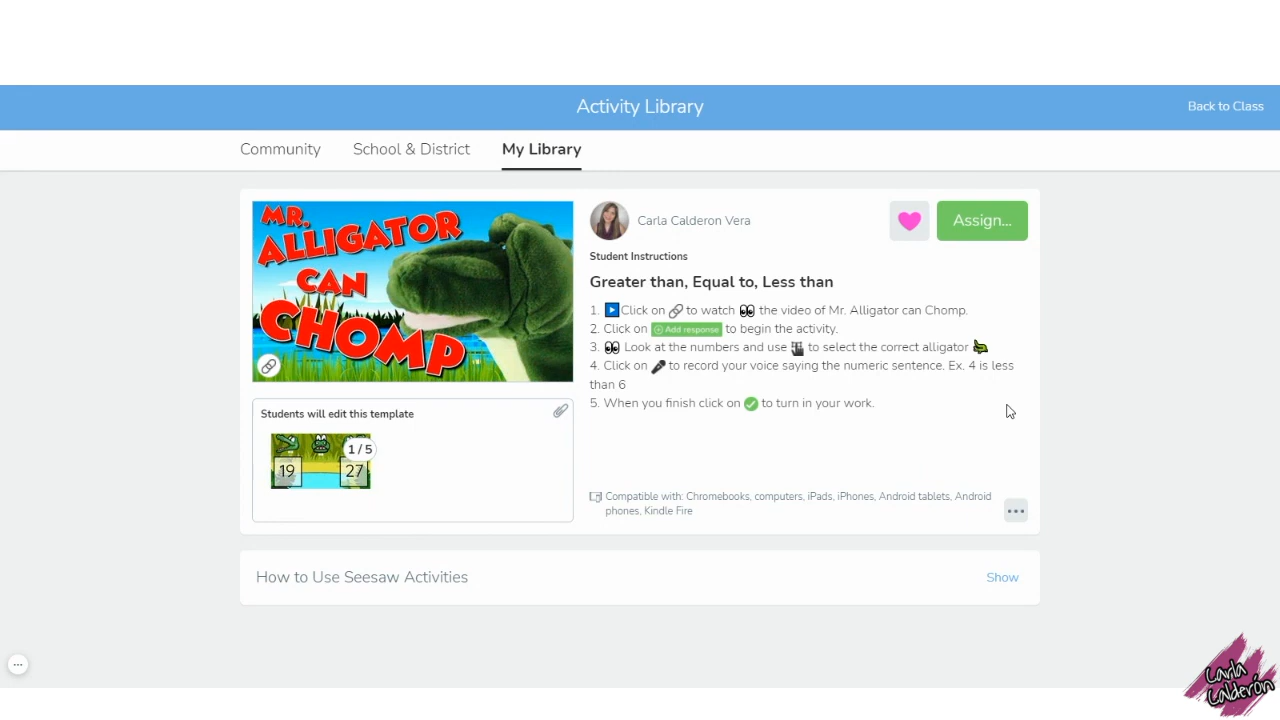 Activity Library
Back to Class
Community
School & District
My Library
MR.
ALLIGATOR
CAN
CHOMP
Carla Calderon Vera
Assign...
Student Instructions
Greater than, Equal to, Less than
1. Click on to watch the video of Mr. Alligator can Chomp.
2. Click on Add response to begin the activity.
3. Look at the numbers and use to select the correct alligator
4. Click on to record your voice saying the numeric sentence. Ex. 4 is less
than 6
5. When you finish click on to turn in your work.
Students will edit this template
1 / 5
19
27
Compatible with: Chromebooks, computers, iPads, iPhones, Android tablets, Android
phones, Kindle Fire
How to Use Seesaw Activities
Show
Carla
Calderón